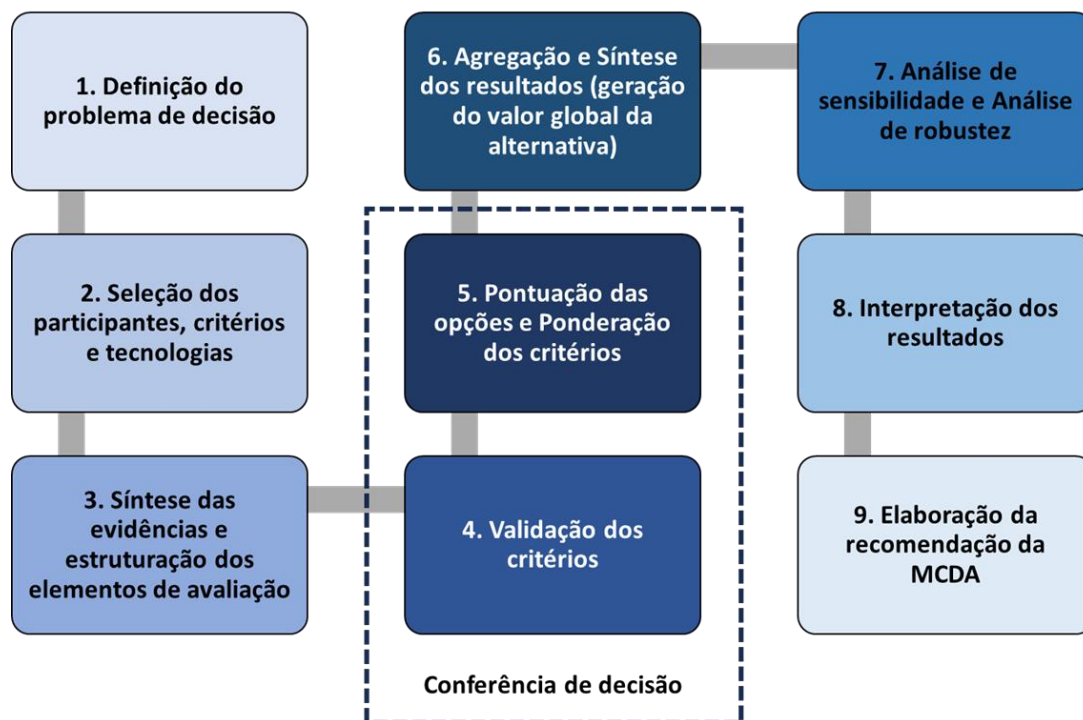 1. Definição do
problema de decisão
2. Seleção dos
participantes, critérios
e tecnologias
3. Síntese das
evidências e
estruturação dos
elementos de avaliação
4. Validação dos
critérios
5. Pontuação das
opções e Ponderação
dos critérios
Conferência de decisão
6. Agregação e Síntese
dos resultados (geração
do valor global da
alternativa)
7. Análise de
sensibilidade e Análise
de robustez
8. Interpretação dos
resultados
9. Elaboração da
recomendação da
MCDA